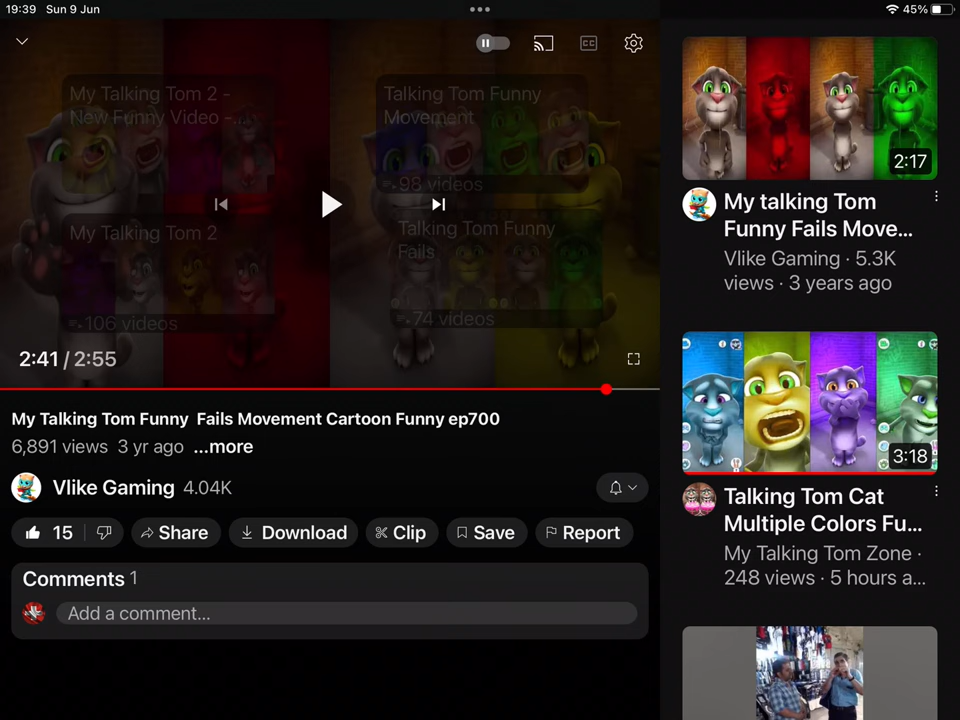 19:39 Sun 9 Jun
45%
My Talking Tom 2 -
New Funny Video -...
Talking Tom Funny
Movement
98 videos
My Talking Tom 2
Talking Tom Funny
Fails
106 videos
74 videos
2:41 / 2:55
My Talking Tom Funny Fails Movement Cartoon Funny ep700
6,891 views 3 yr ago ...more
Vlike Gaming 4.04K
15 Share Download Clip Save Report
Comments 1
Add a comment...
2:17
My talking Tom
Funny Fails Move...
Vlike Gaming · 5.3K
views · 3 years ago
3:18
Talking Tom Cat
Multiple Colors Fu...
My Talking Tom Zone ·
248 views · 5 hours a...